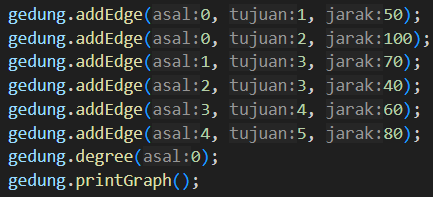 gedung.addEdge(asal:0, tujuan:1, jarak:50);
gedung.addEdge(asal:0, tujuan:2, jarak:100);
gedung.addEdge(asal:1, tujuan:3, jarak:70);
gedung.addEdge(asal:2, tujuan:3, jarak:40);
gedung.addEdge(asal:3, tujuan:4, jarak:60);
gedung.addEdge(asal:4, tujuan:5, jarak:80);
gedung.degree(asal:0);
gedung.printGraph();